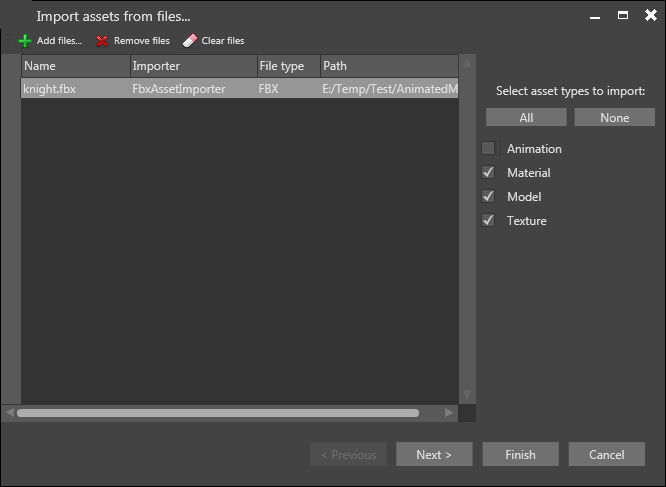 Import assets from files...
Add files... Remove files Clear files
Name Importer File type Path
knight.fbx FbxAssetImporter FBX E:/Temp/Test/AnimatedM
Select asset types to import:
All None
Animation
Material
Model
Texture
< Previous Next > Finish Cancel